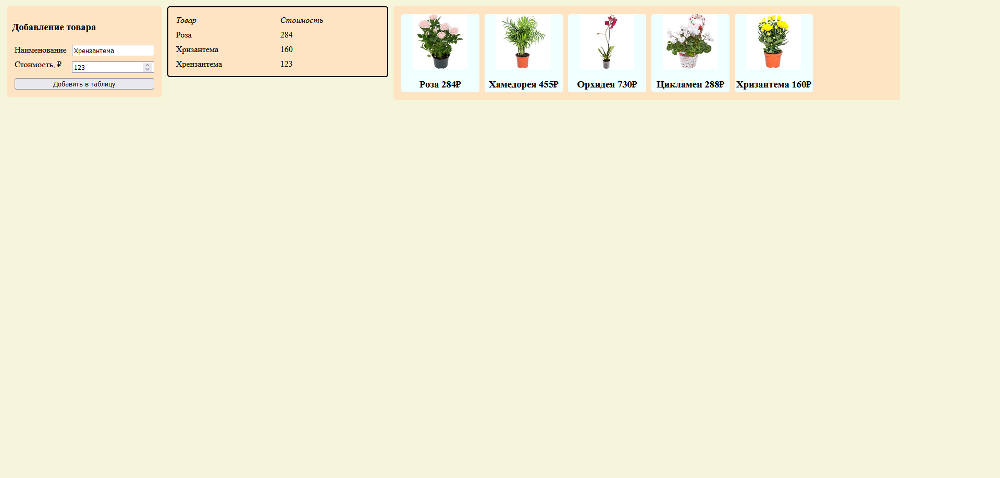 Добавление товара
Наименование Хрензантема
Стоимость, ₽ 123
Добавить в таблицу
Товар Стоимость
Роза 284
Хризантема 160
Хрензантема 123
Роза 284₽
Хамедорея 455₽
Орхидея 730₽
Цикламен 288₽
Хризантема 160₽